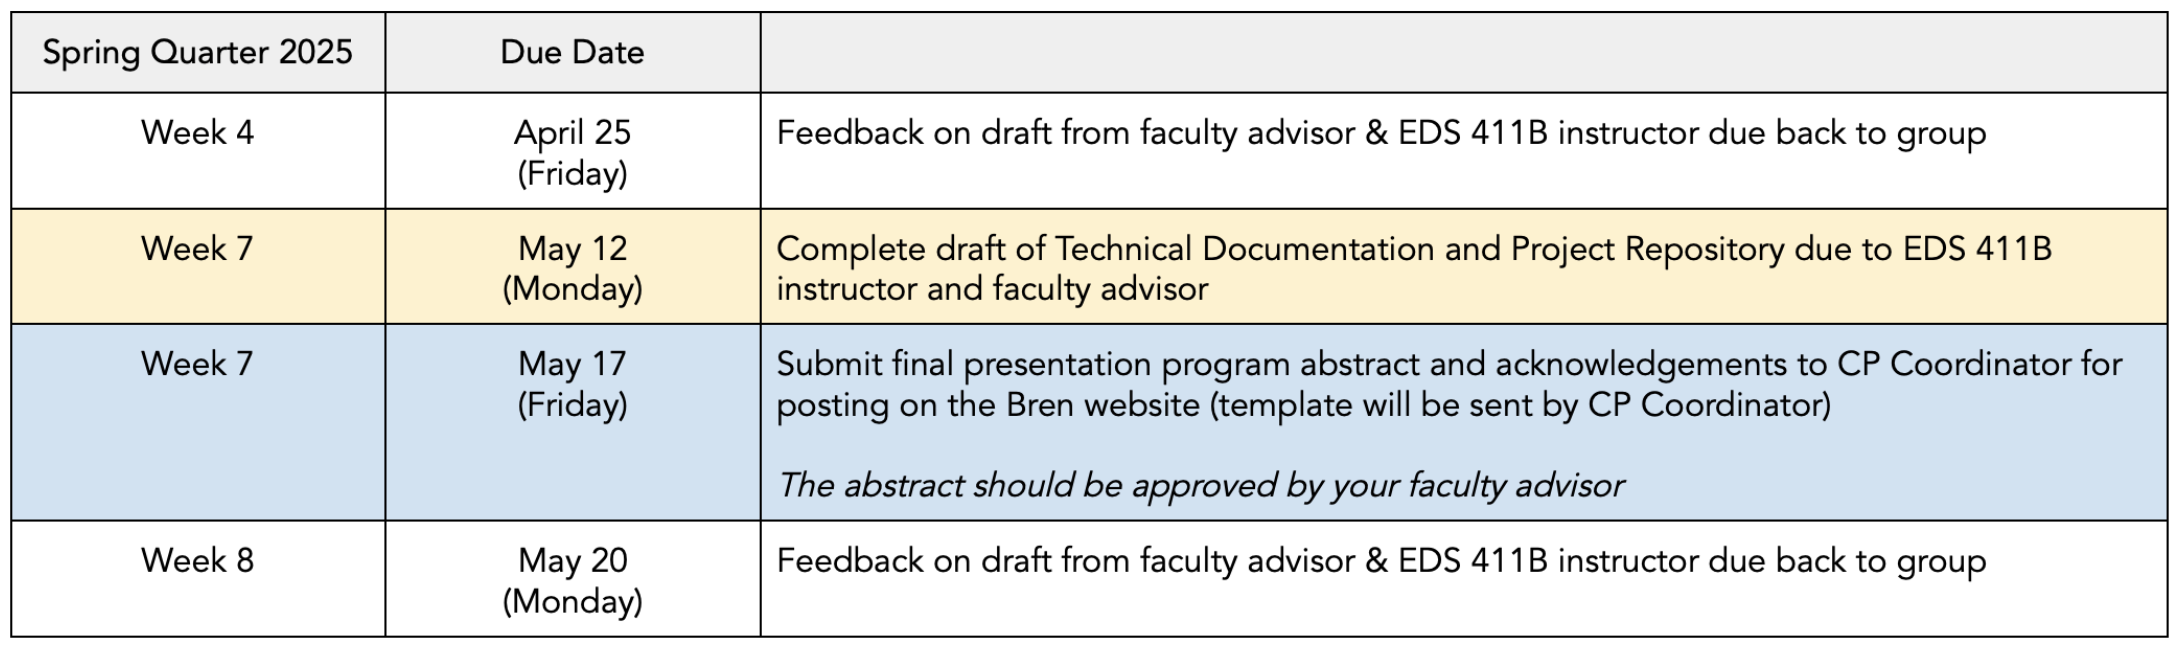 Spring Quarter 2025
Due Date
Week 4
April 25
(Friday)
Feedback on draft from faculty advisor & EDS 411B instructor due back to group
Week 7
May 12
(Monday)
Complete draft of Technical Documentation and Project Repository due to EDS 411B
instructor and faculty advisor
Week 7
May 17
(Friday)
Submit final presentation program abstract and acknowledgements to CP Coordinator for
posting on the Bren website (template will be sent by CP Coordinator)
The abstract should be approved by your faculty advisor
Week 8
May 20
(Monday)
Feedback on draft from faculty advisor & EDS 411B instructor due back to group